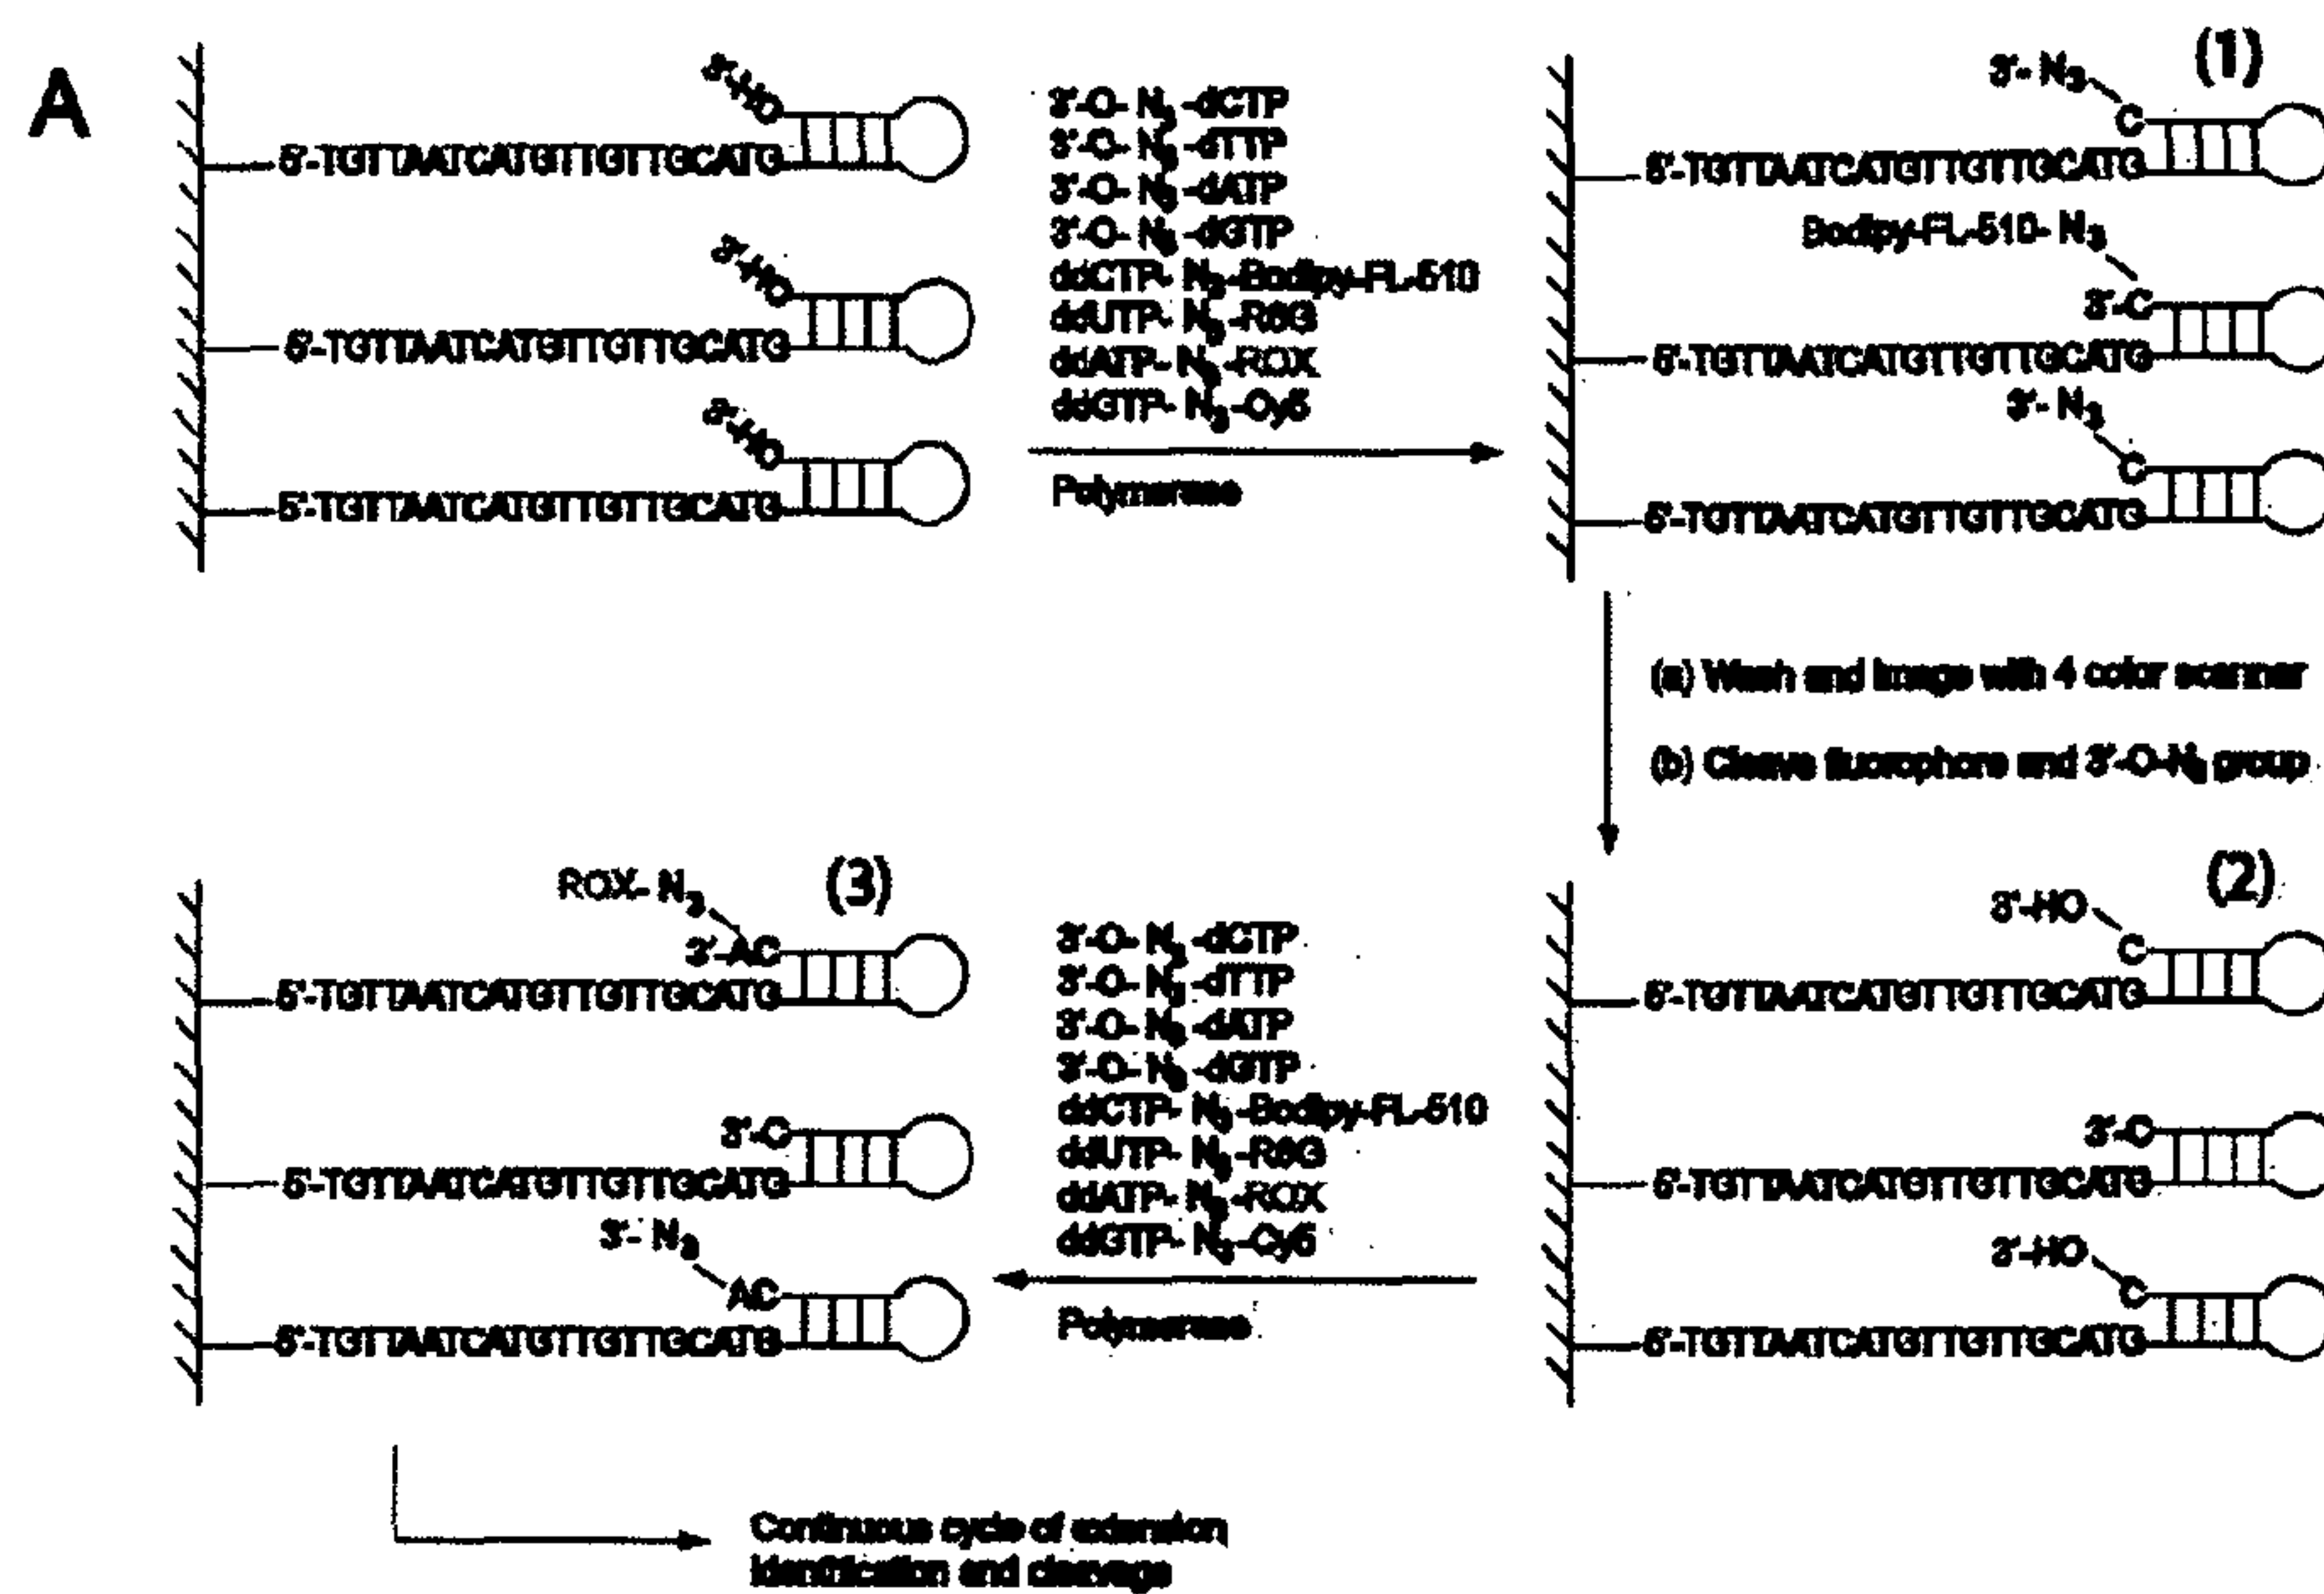 A
3'-HO
5'-TGTTAATCATGTTGTTGCATG
3'-HO
5'-TGTTAATCATGTTGTTGCATG
3'-HO
5'-TGTTAATCATGTTGTTGCATG
3'-O- N3 -dCTP
3'-O- N3 -dTTP
3'-O- N3 -dATP
3'-O- N3 -dGTP
ddCTP- N3 -Bodipy-FL-510
ddUTP- N3 -R6G
ddATP- N3 -ROX
ddGTP- N3 -Cy5
Polymerase
(1)
3'- N3
C
5'-TGTTAATCATGTTGTTGCATG
Bodipy-FL-510- N3
3'-C
5'-TGTTAATCATGTTGTTGCATG
3'- N3
C
5'-TGTTAATCATGTTGTTGCATG
(a) Wash and image with 4 color scanner
(b) Cleave fluorophore and 3'-O-N3 group
(2)
3'-HO
C
5'-TGTTAATCATGTTGTTGCATG
3'-C
5'-TGTTAATCATGTTGTTGCATG
3'-HO
C
5'-TGTTAATCATGTTGTTGCATG
3'-O- N3 -dCTP
3'-O- N3 -dTTP
3'-O- N3 -dATP
3'-O- N3 -dGTP
ddCTP- N3 -Bodipy-FL-510
ddUTP- N3 -R6G
ddATP- N3 -ROX
ddGTP- N3 -Cy5
Polymerase
(3)
ROX- N3
3'-AC
5'-TGTTAATCATGTTGTTGCATG
3'-C
5'-TGTTAATCATGTTGTTGCATG
3'- N3
AC
5'-TGTTAATCATGTTGTTGCATG
Continuous cycle of extension,
identification and cleavage